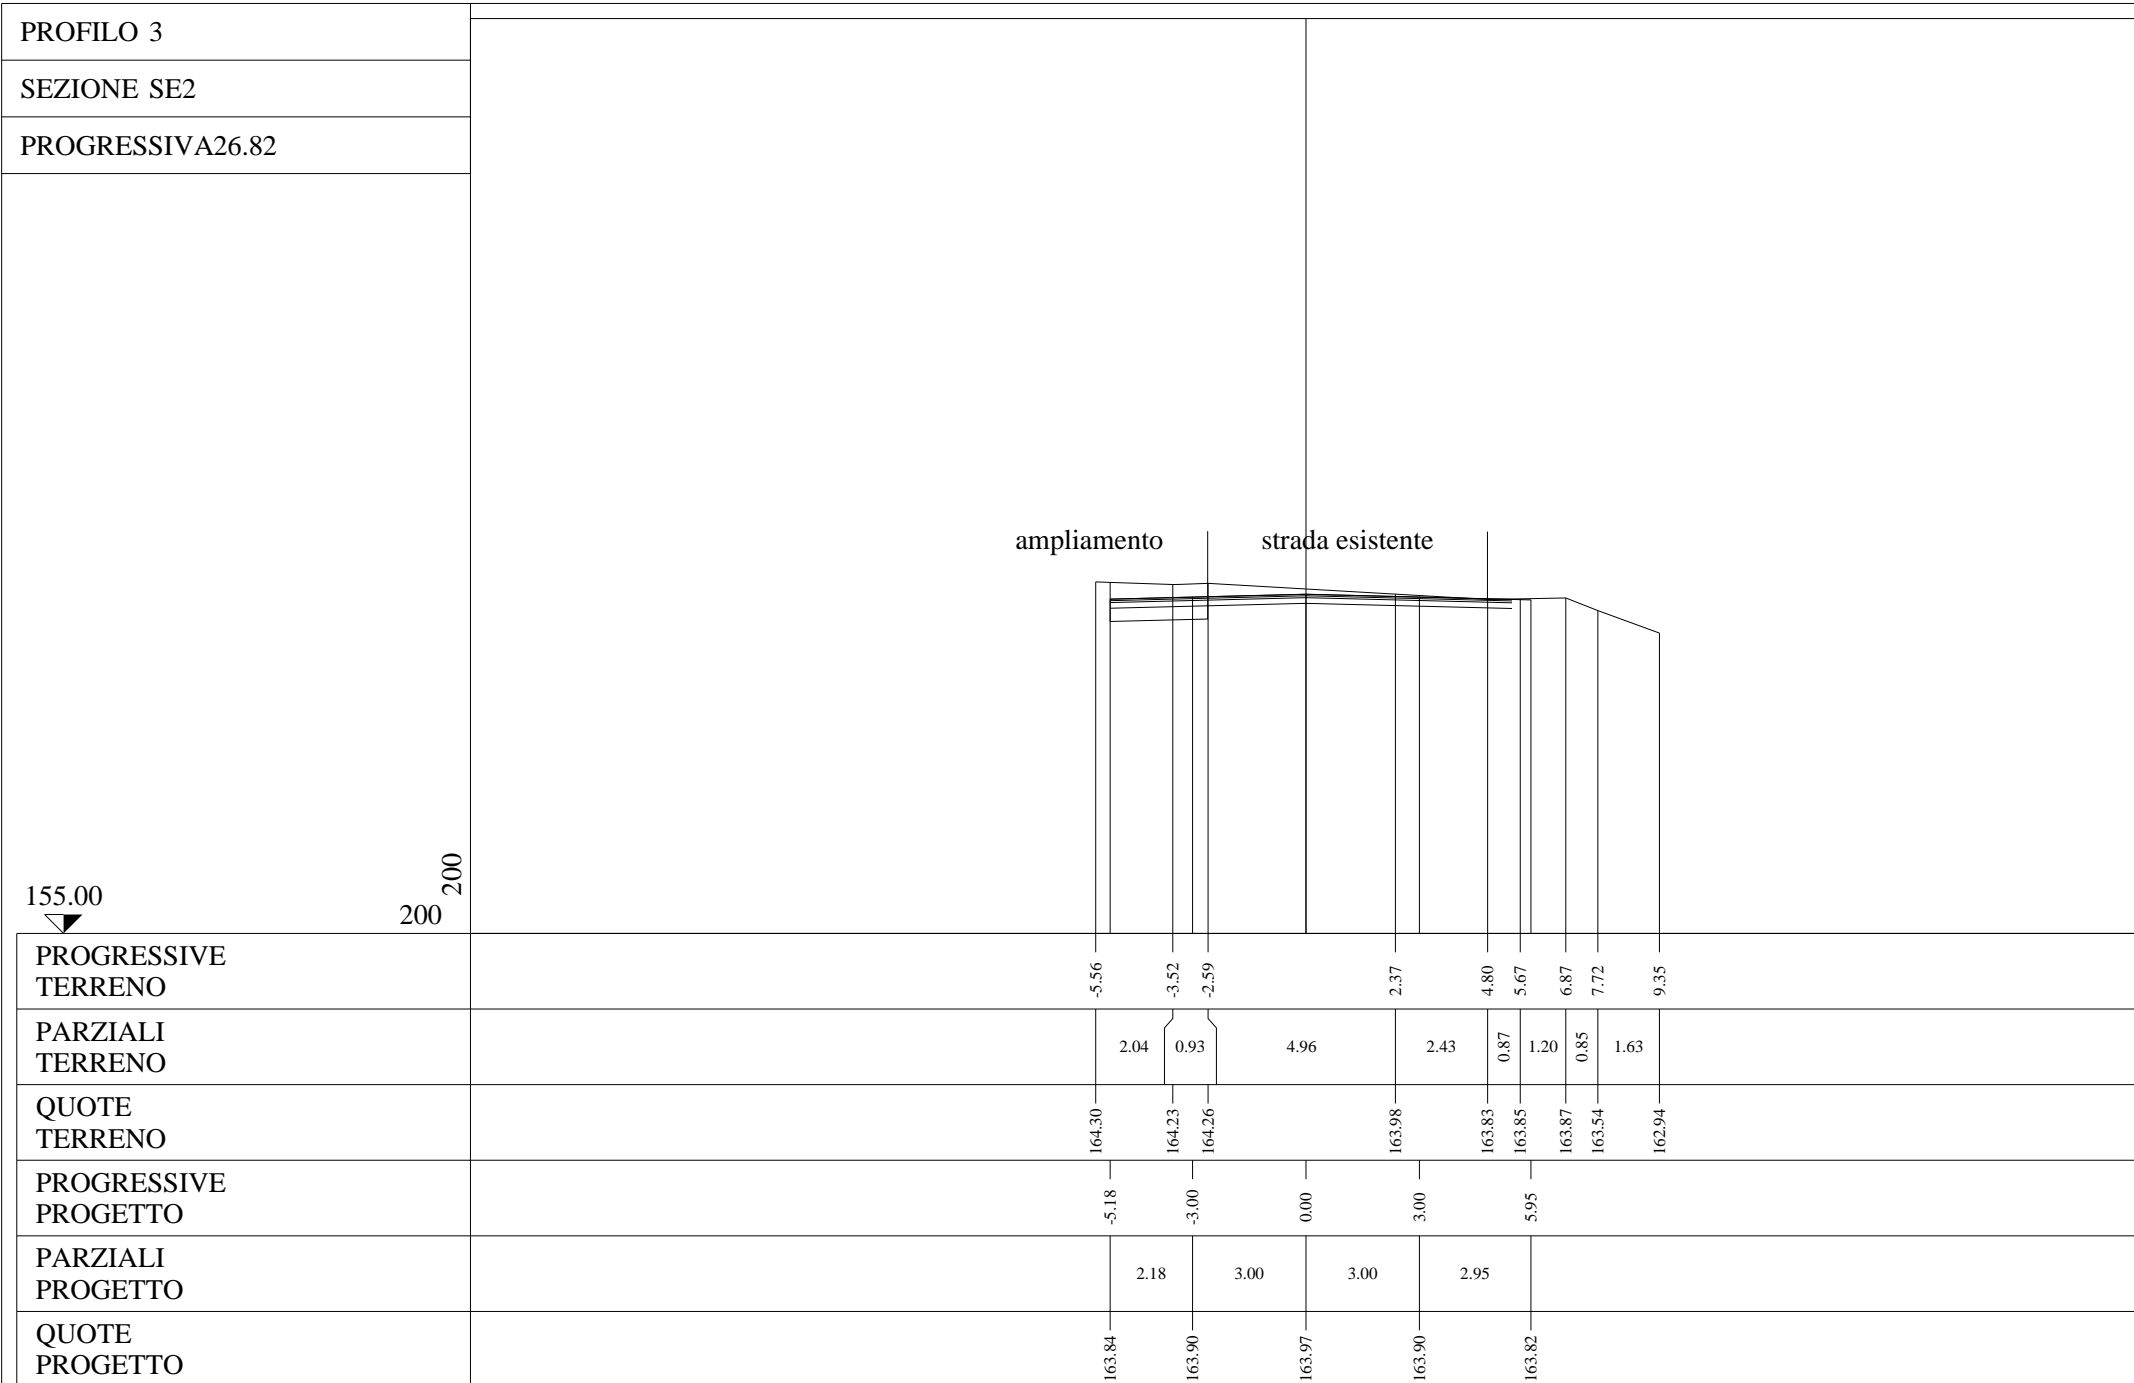 PROFILO 3
SEZIONE SE2
PROGRESSIVA26.82
ampliamento strada esistente
200
155.00
200
PROGRESSIVE
TERRENO
-5.56 -3.52 -2.59 2.37 4.80 5.67 6.87 7.72 9.35
PARZIALI
TERRENO
2.04 0.93 4.96 2.43 0.87 1.20 0.85 1.63
QUOTE
TERRENO
164.30 164.23 164.26 163.98 163.83 163.85 163.87 163.54 162.94
PROGRESSIVE
PROGETTO
-5.18 -3.00 0.00 3.00 5.95
PARZIALI
PROGETTO
2.18 3.00 3.00 2.95
QUOTE
PROGETTO
163.84 163.90 163.97 163.90 163.82